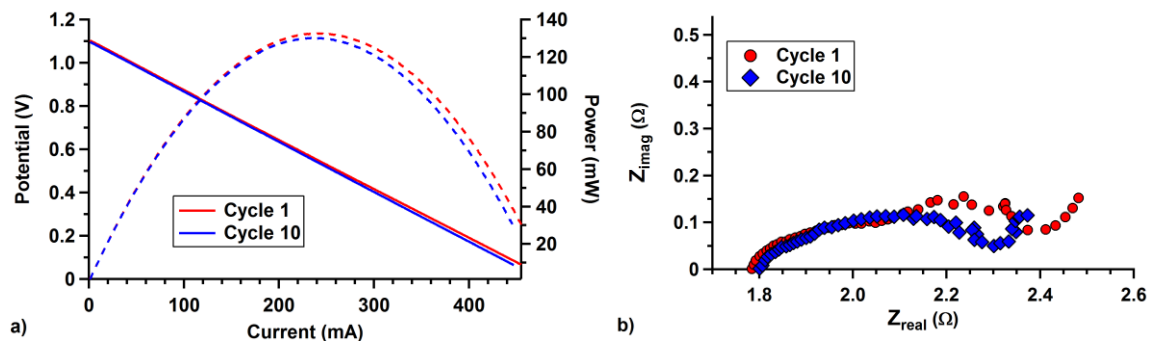 1.2
1.0
0.8
0.6
0.4
0.2
0
Potential (V)
0
100
200
300
400
Current (mA)
140
120
100
80
60
40
20
Power (mW)
Cycle 1
Cycle 10
a)
0.5
0.4
0.3
0.2
0.1
0.0
Z_imag (Ω)
1.8
2.0
2.2
2.4
2.6
Z_real (Ω)
Cycle 1
Cycle 10
b)